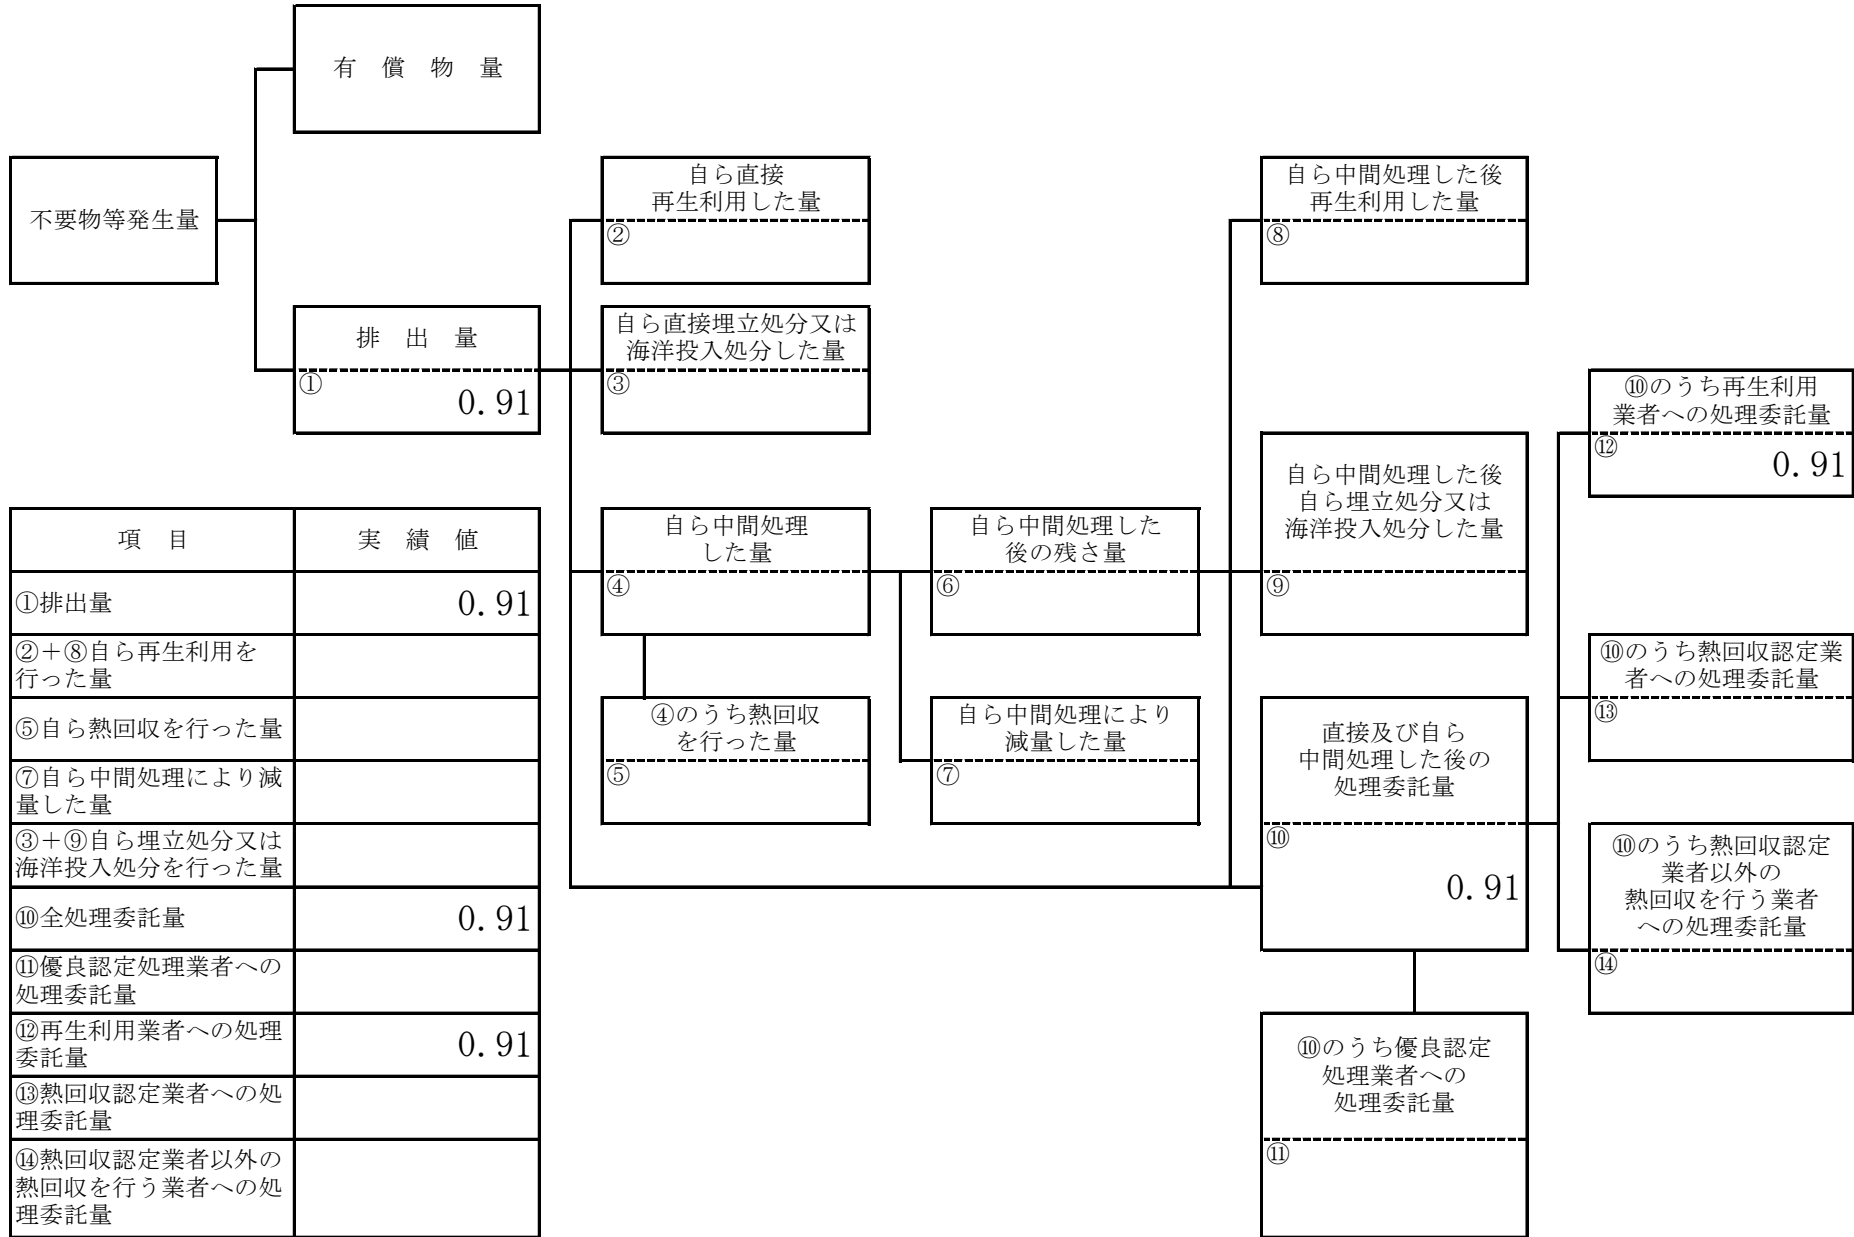 有 償 物 量
不要物等発生量
排 出 量
①
0.91
自ら直接
再生利用した量
②
自ら直接埋立処分又は
海洋投入処分した量
③
自ら中間処理
した量
④
④のうち熱回収
を行った量
⑤
自ら中間処理した
後の残さ量
⑥
自ら中間処理により
減量した量
⑦
自ら中間処理した後
再生利用した量
⑧
自ら中間処理した後
自ら埋立処分又は
海洋投入処分した量
⑨
直接及び自ら
中間処理した後の
処理委託量
⑩
0.91
⑩のうち優良認定
処理業者への
処理委託量
⑪
⑩のうち再生利用
業者への処理委託量
⑫
0.91
⑩のうち熱回収認定業
者への処理委託量
⑬
⑩のうち熱回収認定
業者以外の
熱回収を行う業者
への処理委託量
⑭
項 目 実 績 値
①排出量 0.91
②+⑧自ら再生利用を
行った量
⑤自ら熱回収を行った量
⑦自ら中間処理により減
量した量
③+⑨自ら埋立処分又は
海洋投入処分を行った量
⑩全処理委託量 0.91
⑪優良認定処理業者への
処理委託量
⑫再生利用業者への処理
委託量 0.91
⑬熱回収認定業者への処
理委託量
⑭熱回収認定業者以外の
熱回収を行う業者への処
理委託量